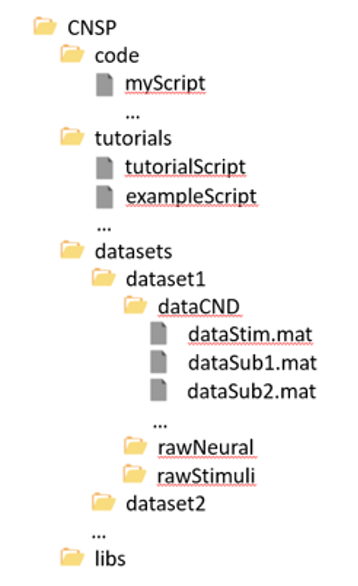 CNSP
code
myScript
...
tutorials
tutorialScript
exampleScript
...
datasets
dataset1
dataCND
dataStim.mat
dataSub1.mat
dataSub2.mat
...
rawNeural
rawStimuli
dataset2
...
libs